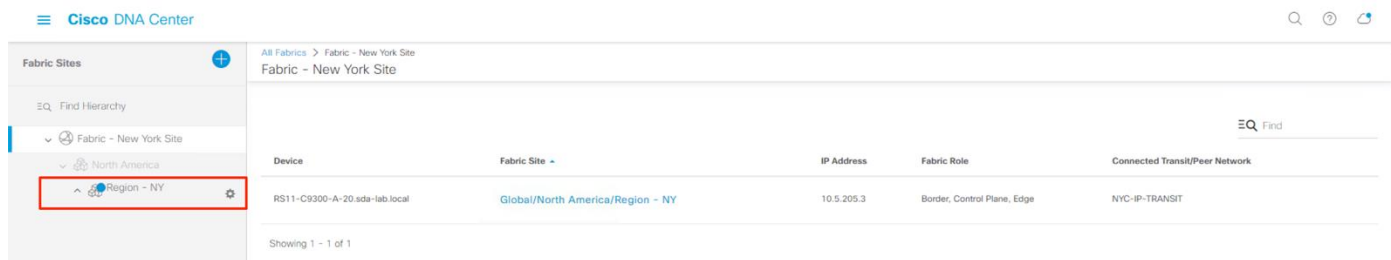 Cisco DNA Center
Fabric Sites
Find Hierarchy
Fabric - New York Site
North America
Region - NY
All Fabrics > Fabric - New York Site
Fabric - New York Site
Find
Device Fabric Site IP Address Fabric Role Connected Transit/Peer Network
RS11-C9300-A-20.sda-lab.local Global/North America/Region - NY 10.5.205.3 Border, Control Plane, Edge NYC-IP-TRANSIT
Showing 1 - 1 of 1